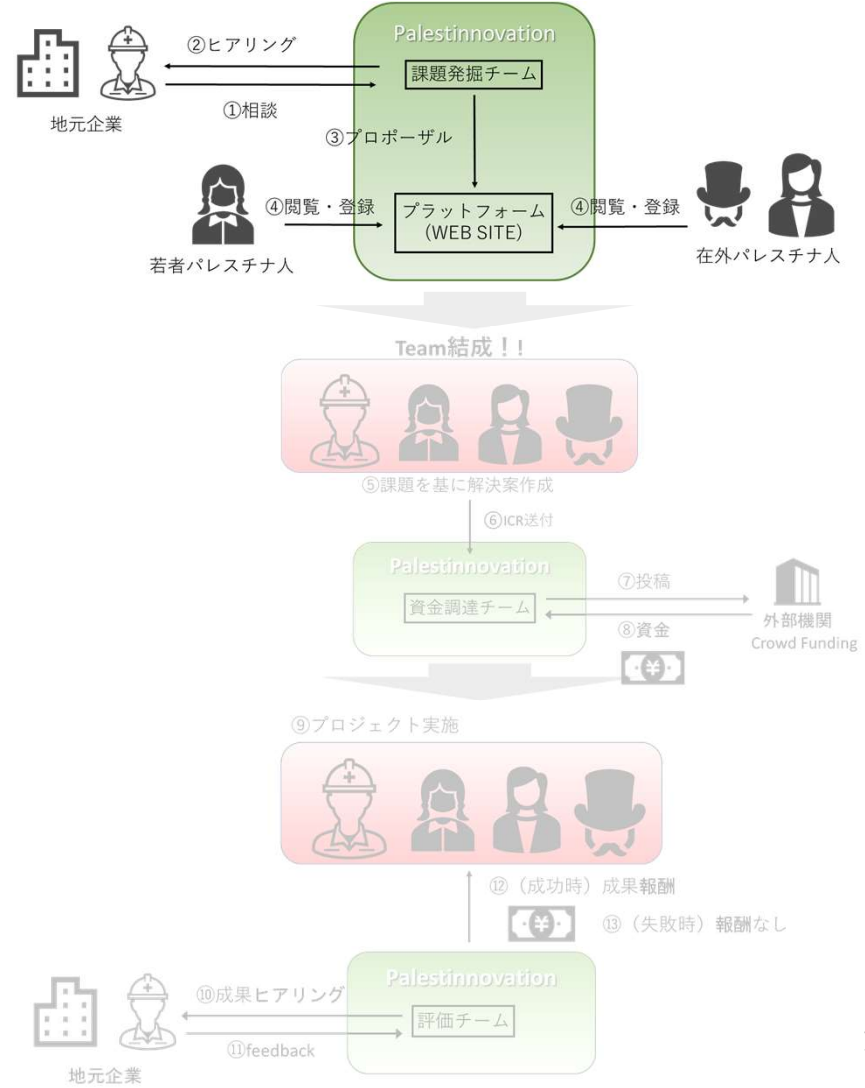 Palestinnovation
②ヒアリング
課題発掘チーム
①相談
地元企業
③プロポーザル
④閲覧・登録
プラットフォーム
(WEB SITE)
④閲覧・登録
若者パレスチナ人
在外パレスチナ人
Team結成！!
⑤課題を基に解決案作成
⑥ICR送付
Palestinnovation
資金調達チーム
⑦投稿
⑧資金
¥
外部機関
Crowd Funding
⑨プロジェクト実施
⑫（成功時）成果報酬
¥
⑬（失敗時）報酬なし
Palestinnovation
⑩成果ヒアリング
評価チーム
⑪feedback
地元企業